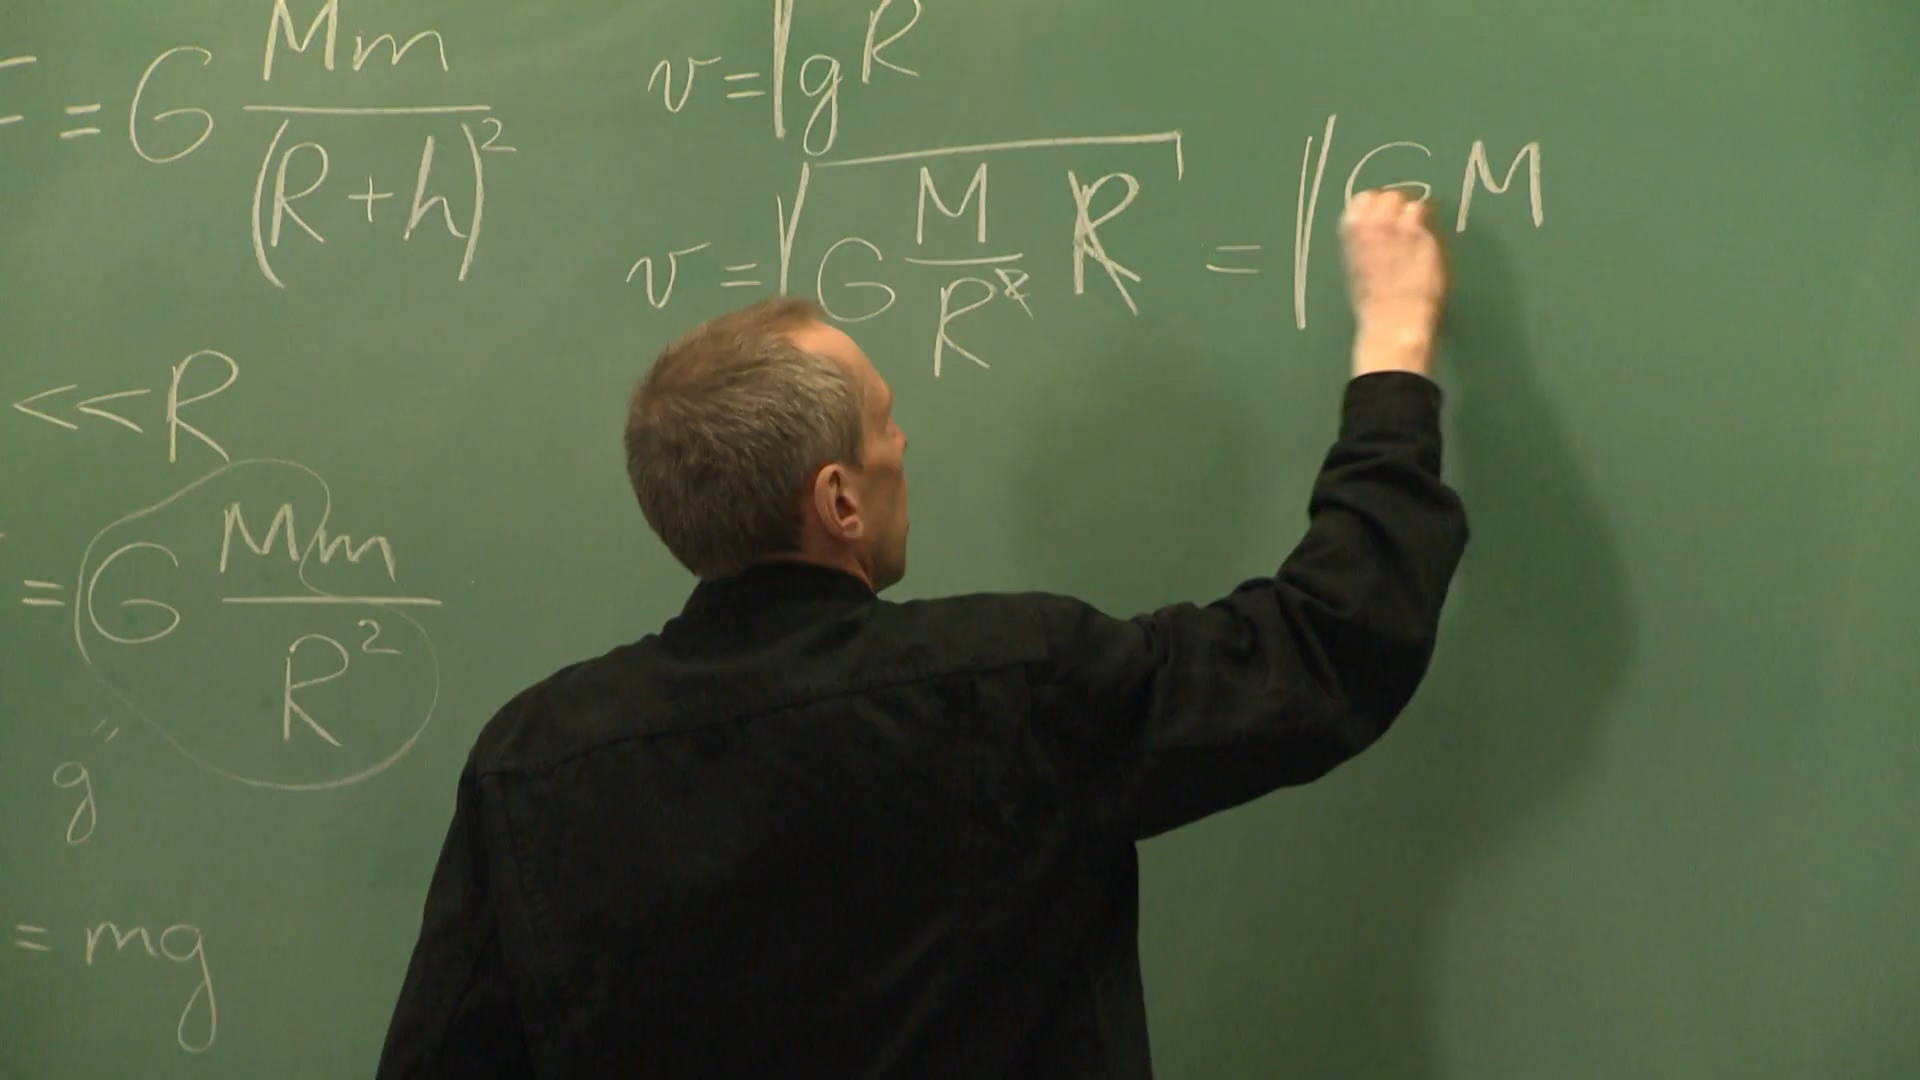 F = G Mm / (R + h)²
<< R
= G Mm / R²
g
= mg
v = √gR
v = √(G M / R² R) = √GM